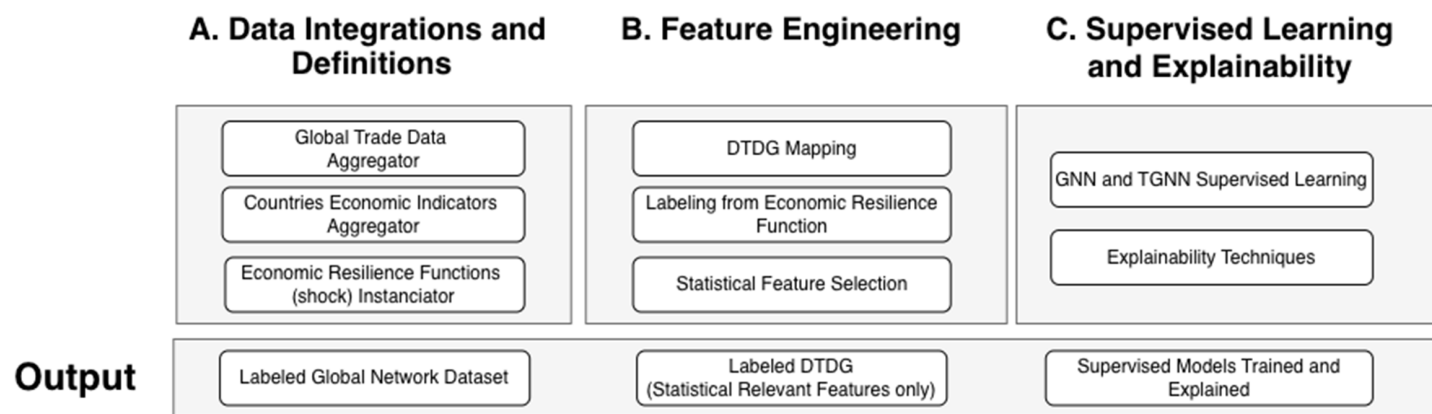 A. Data Integrations and
Definitions
B. Feature Engineering
C. Supervised Learning
and Explainability
Global Trade Data
Aggregator
Countries Economic Indicators
Aggregator
Economic Resilience Functions
(shock) Instanciator
DTDG Mapping
Labeling from Economic Resilience
Function
Statistical Feature Selection
GNN and TGNN Supervised Learning
Explainability Techniques
Output
Labeled Global Network Dataset
Labeled DTDG
(Statistical Relevant Features only)
Supervised Models Trained and
Explained